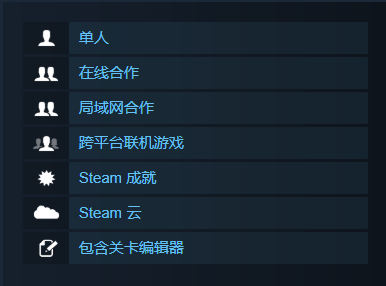 单人
在线合作
局域网合作
跨平台联机游戏
Steam 成就
Steam 云
包含关卡编辑器